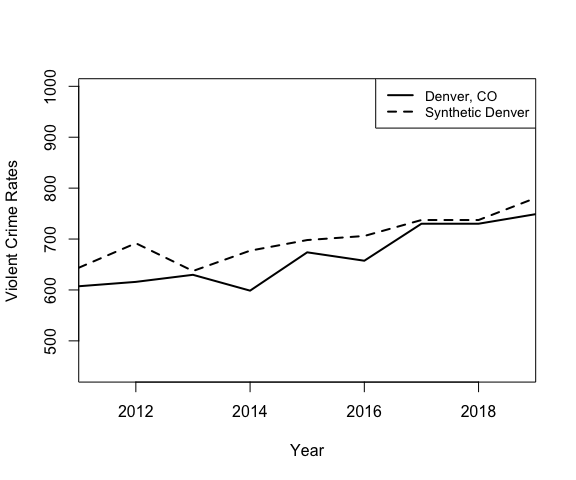 Denver, CO
Synthetic Denver
Violent Crime Rates
1000
900
800
700
600
500
2012 2014 2016 2018
Year